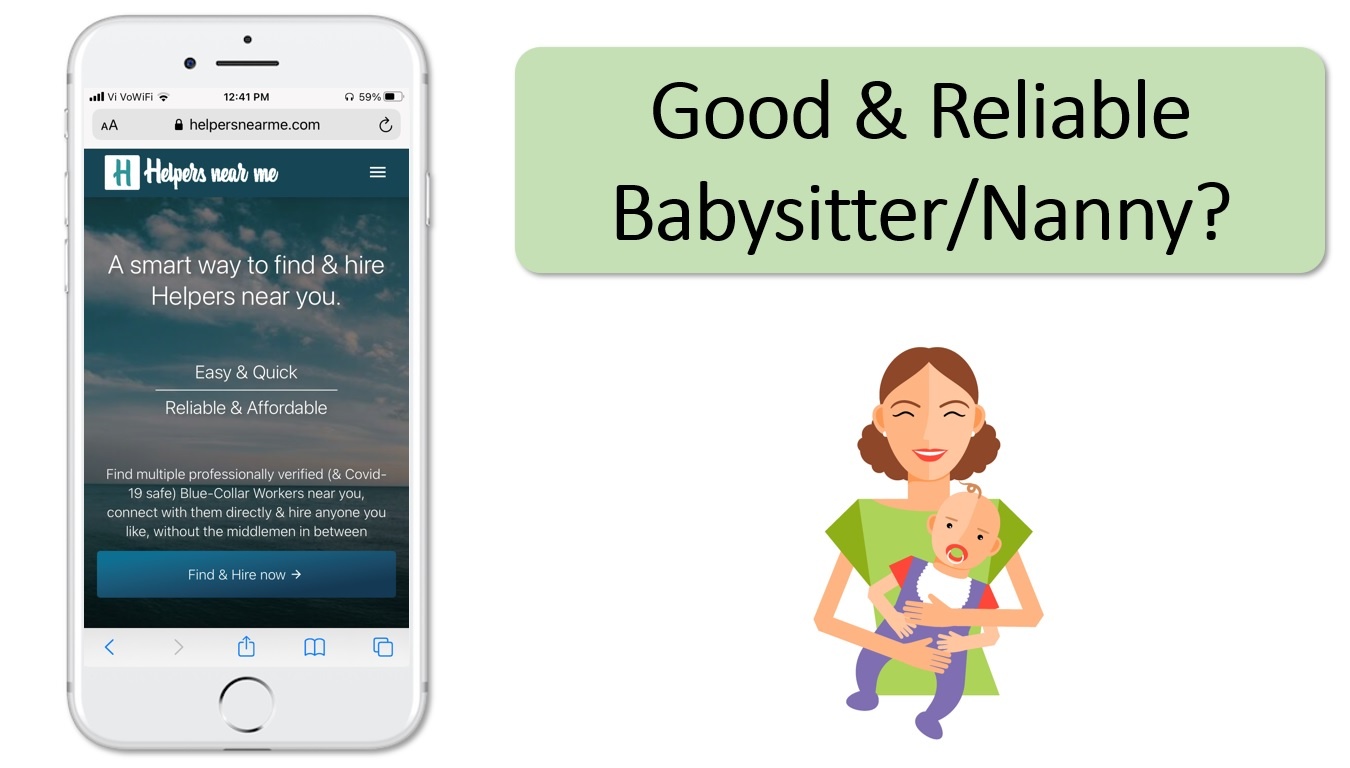 Vi VoWiFi 12:41 PM 59%
AA helpersnearme.com
H Helpers near me
A smart way to find & hire
Helpers near you.
Easy & Quick
Reliable & Affordable
Find multiple professionally verified (& Covid-
19 safe) Blue-Collar Workers near you,
connect with them directly & hire anyone you
like, without the middlemen in between
Find & Hire now →
Good & Reliable
Babysitter/Nanny?